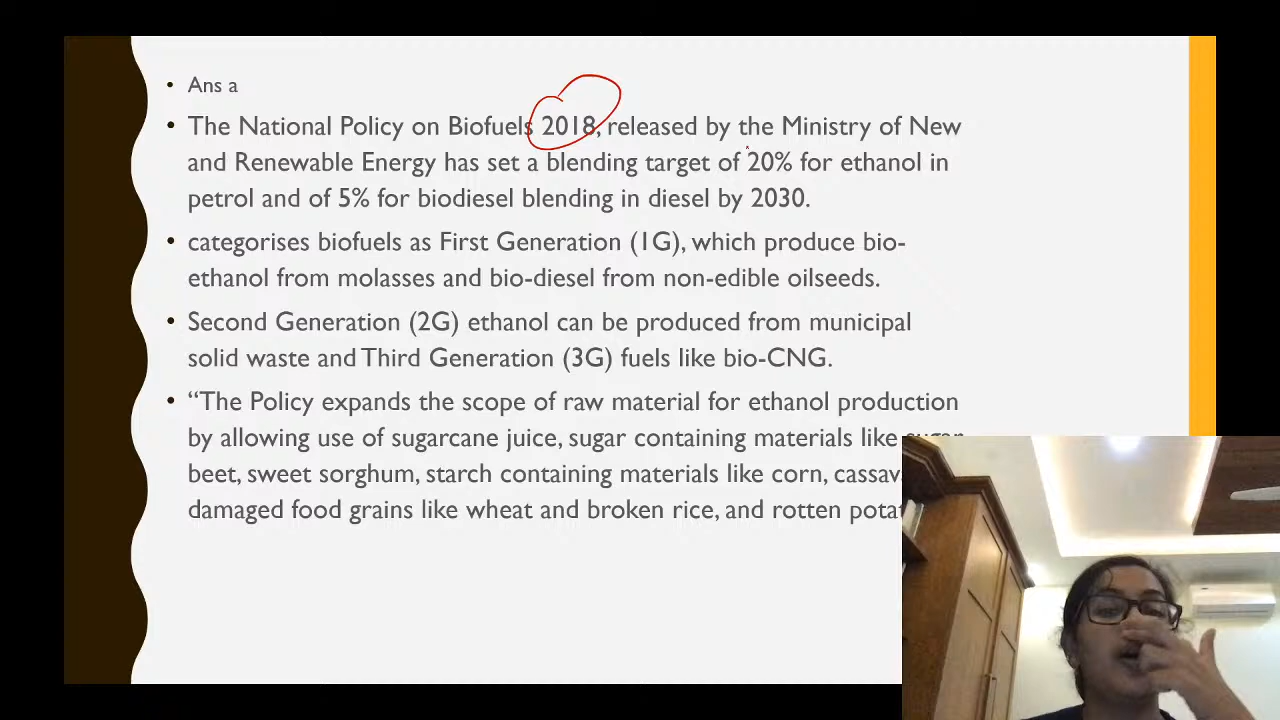 Ans a
The National Policy on Biofuels 2018, released by the Ministry of New
and Renewable Energy has set a blending target of 20% for ethanol in
petrol and of 5% for biodiesel blending in diesel by 2030.
categorises biofuels as First Generation (1G), which produce bio-
ethanol from molasses and bio-diesel from non-edible oilseeds.
Second Generation (2G) ethanol can be produced from municipal
solid waste and Third Generation (3G) fuels like bio-CNG.
“The Policy expands the scope of raw material for ethanol production
by allowing use of sugarcane juice, sugar containing materials like sugar
beet, sweet sorghum, starch containing materials like corn,
damaged food grains like wheat and broken rice, and rotten